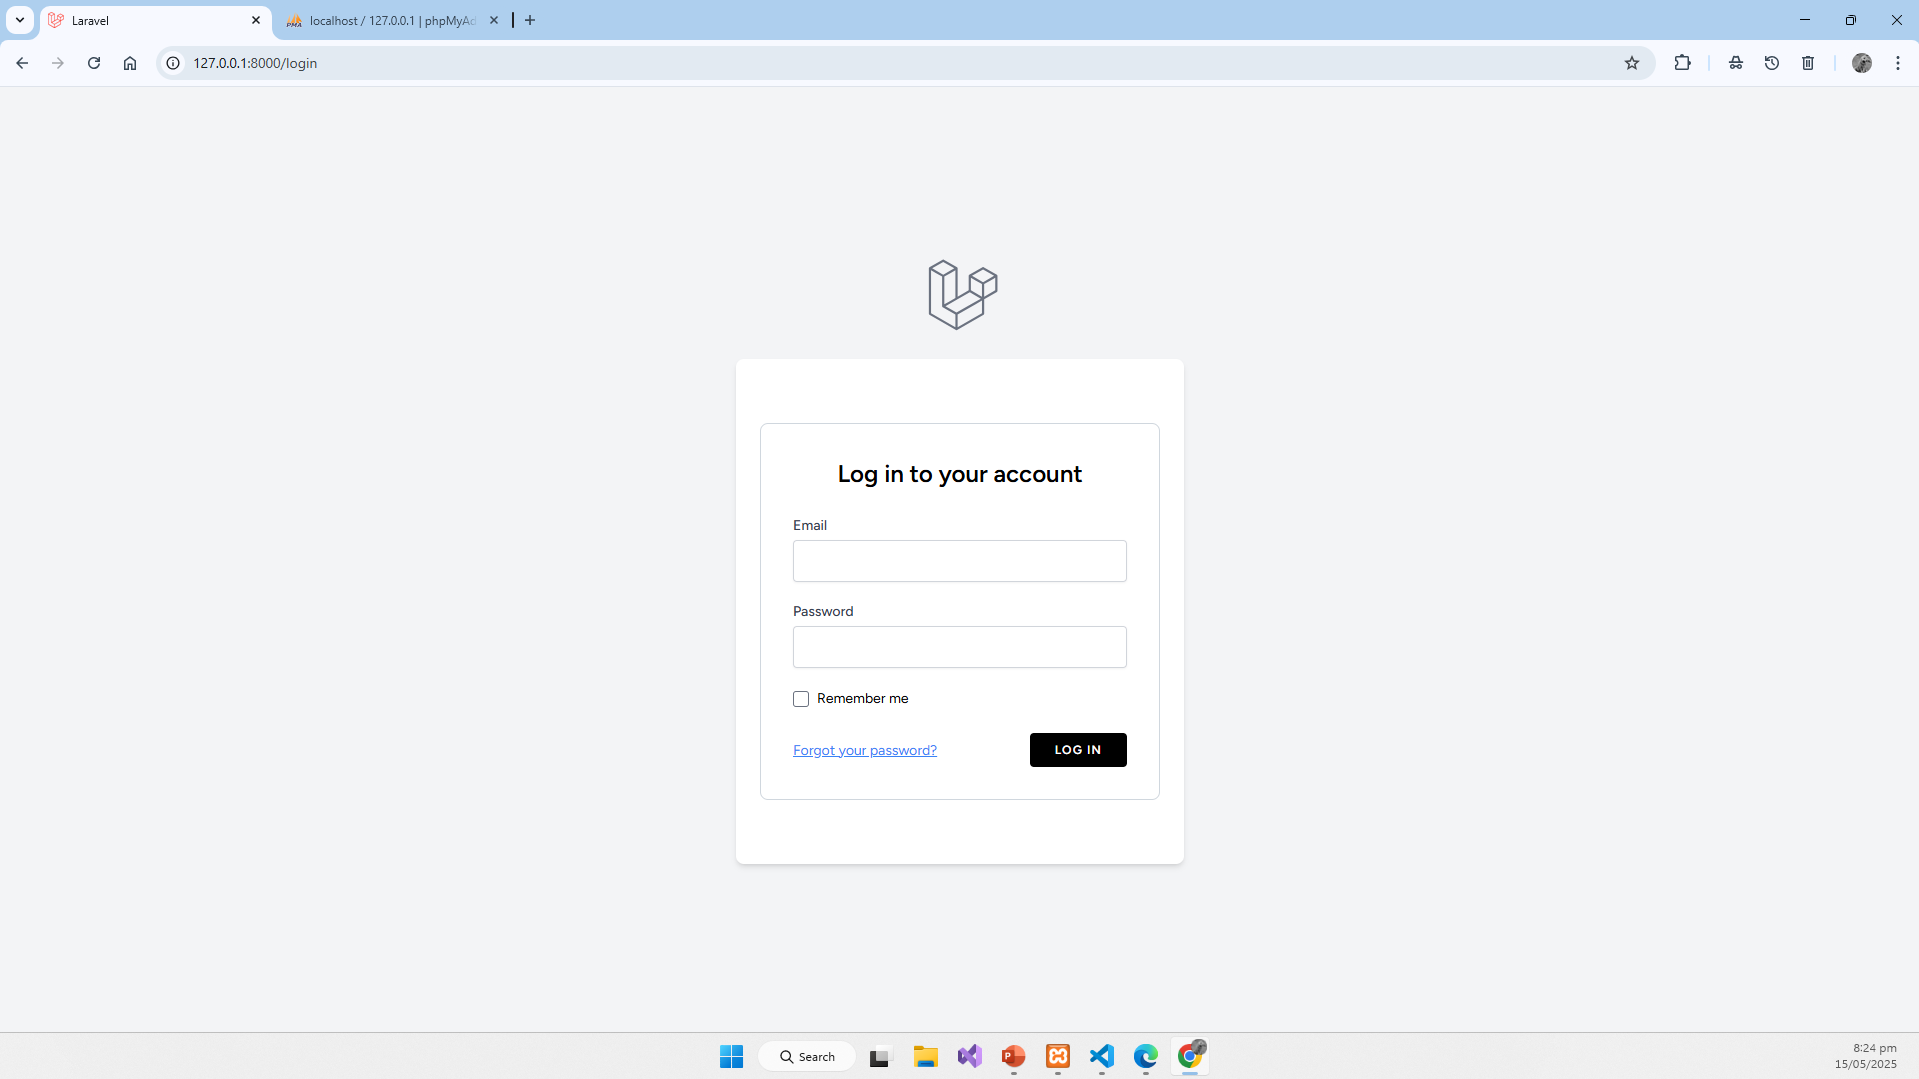 Laravel
localhost / 127.0.0.1 | phpMyAd
127.0.0.1:8000/login
Log in to your account
Email
Password
Remember me
Forgot your password?
LOG IN
Search
8:24 pm
15/05/2025